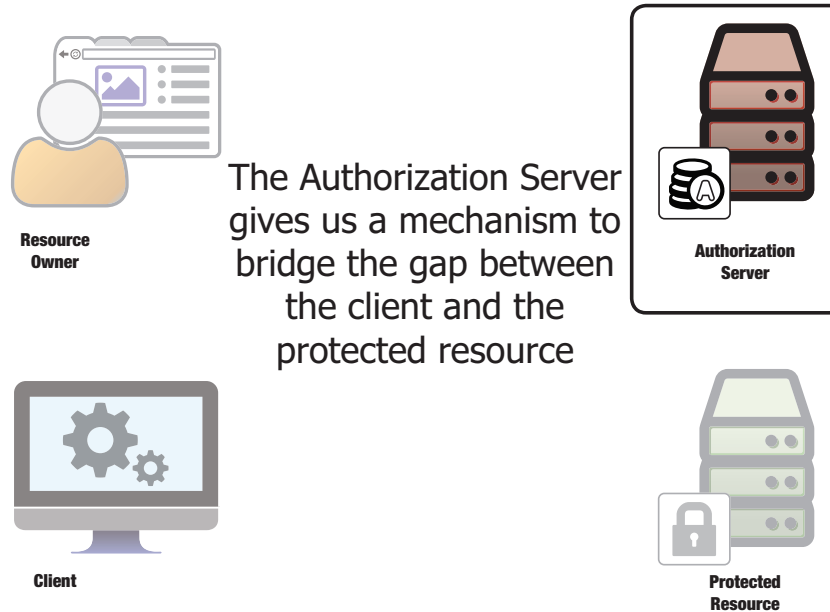 The Authorization Server
gives us a mechanism to
bridge the gap between
the client and the
protected resource
Resource
Owner
A
Authorization
Server
Client
Protected
Resource